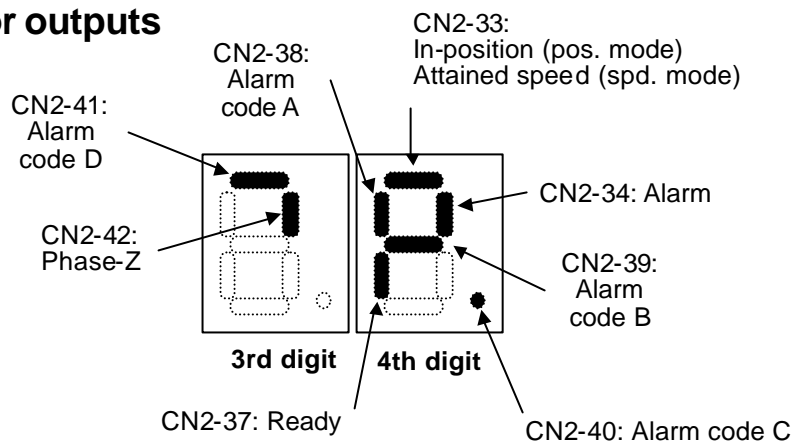 r outputs
CN2-33:
In-position (pos. mode)
Attained speed (spd. mode)
CN2-38:
Alarm
code A
CN2-41:
Alarm
code D
CN2-34: Alarm
CN2-42:
Phase-Z
CN2-39:
Alarm
code B
3rd digit
4th digit
CN2-37: Ready
CN2-40: Alarm code C